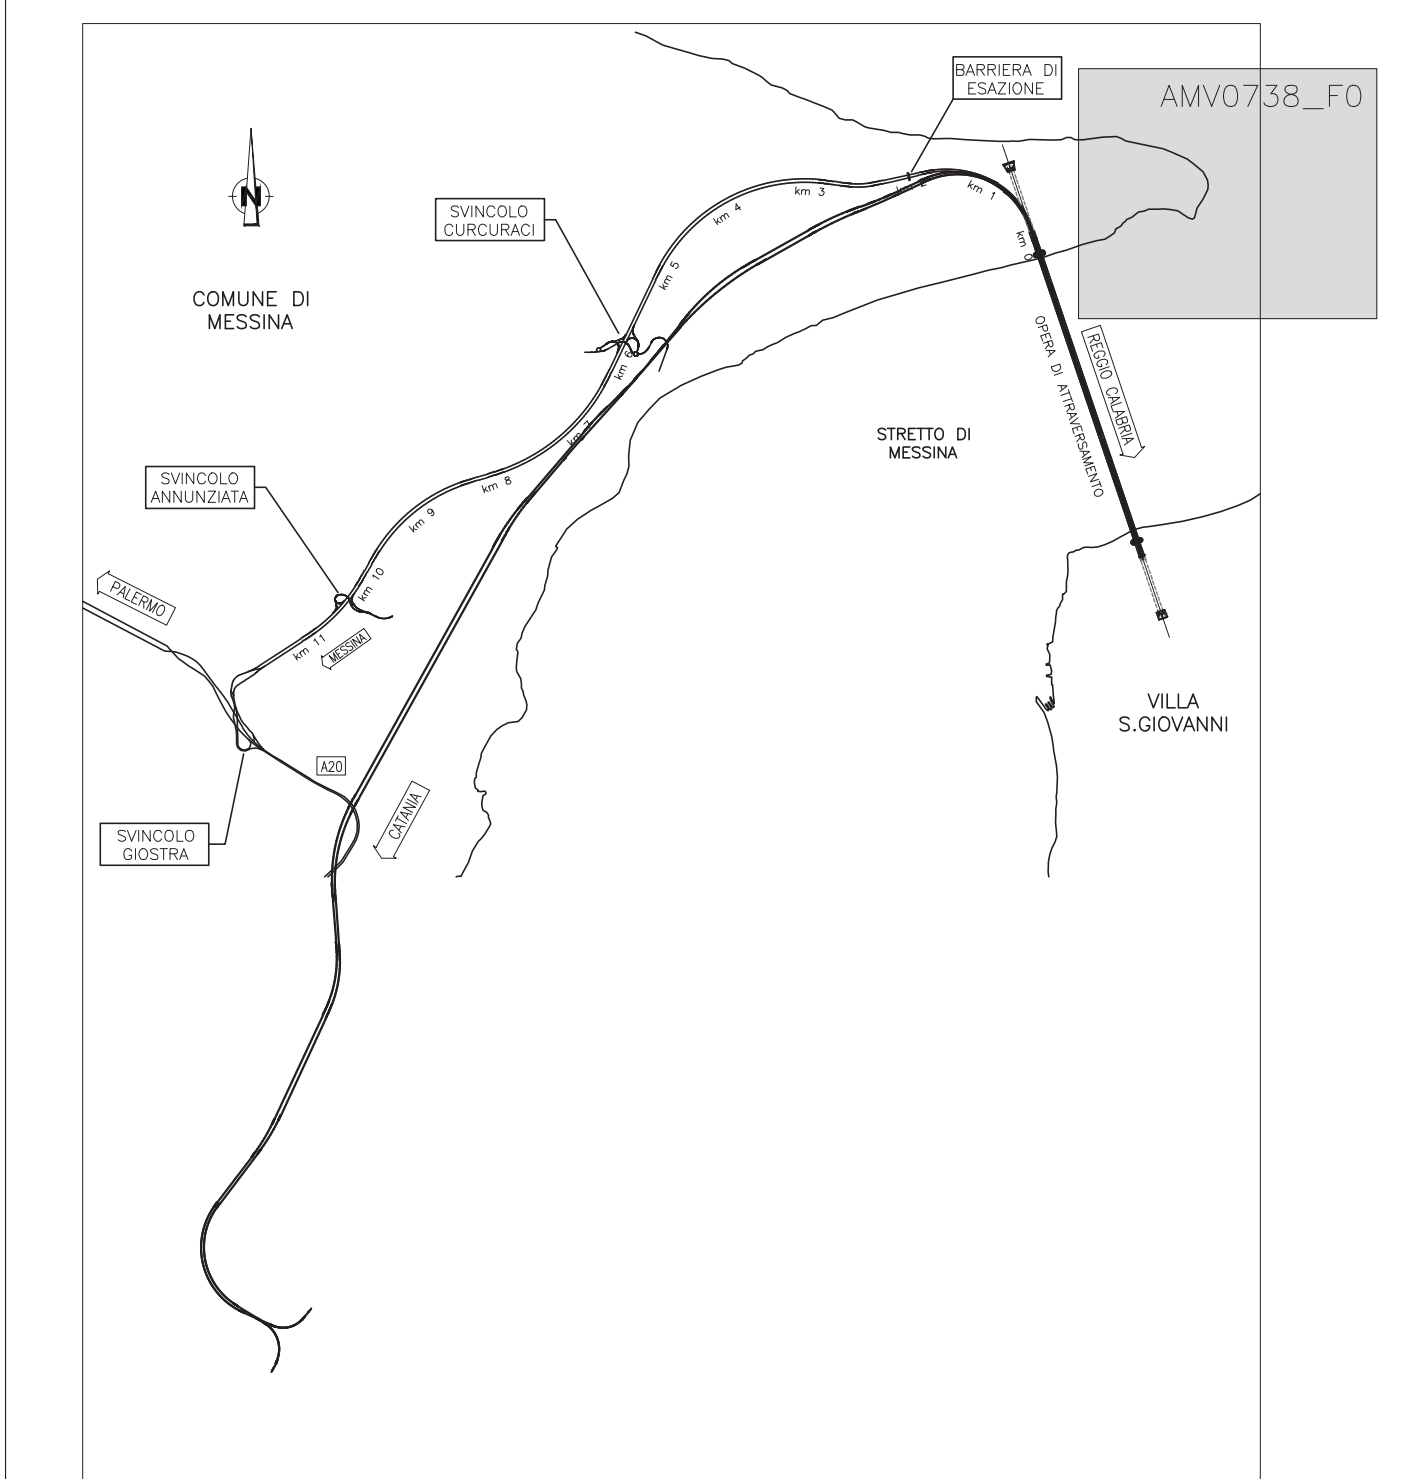 BARRIERA DI
ESAZIONE
AMV0738_F0
N
SVINCOLO
CURCURACI
COMUNE DI
MESSINA
km 0
km 1
km 2
km 3
km 4
km 5
km 6
km 7
km 8
km 9
km 10
km 11
OPERA DI ATTRAVERSAMENTO
REGGIO CALABRIA
STRETTO DI
MESSINA
SVINCOLO
ANNUNZIATA
PALERMO
MESSINA
VILLA
S.GIOVANNI
A20
CATANIA
SVINCOLO
GIOSTRA